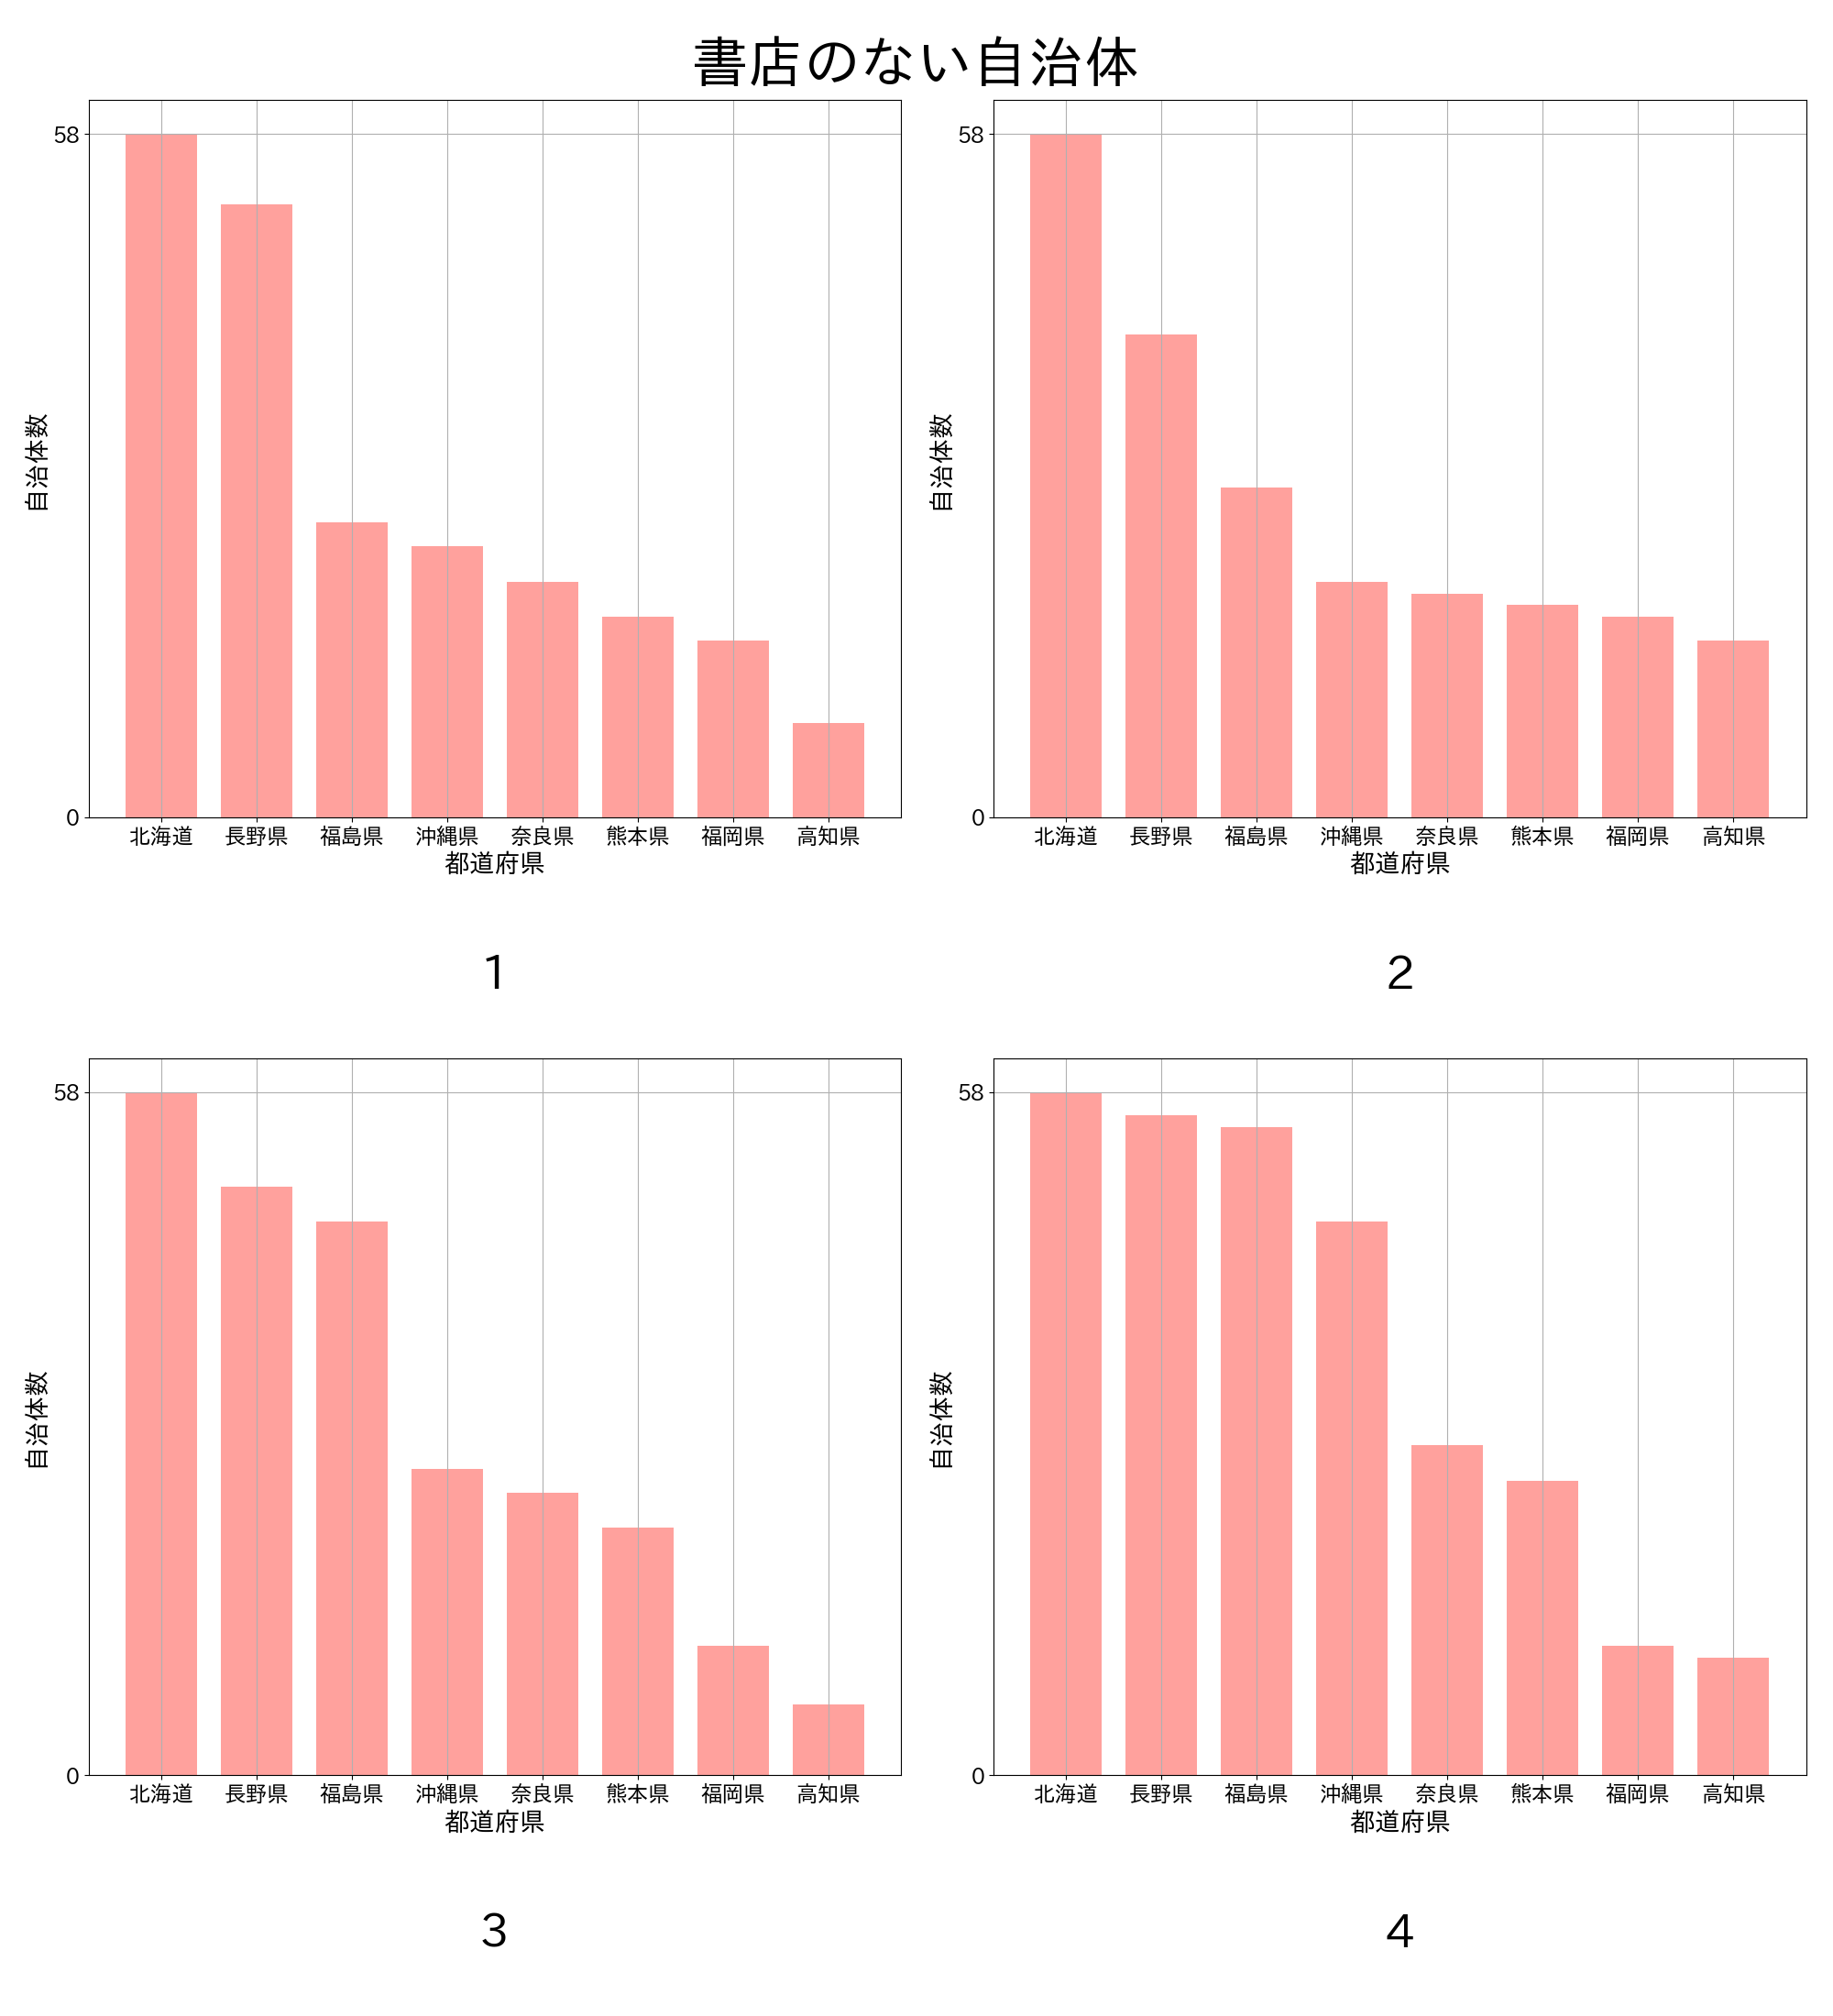 書店のない自治体
58
0
自治体数
北海道 長野県 福島県 沖縄県 奈良県 熊本県 福岡県 高知県
都道府県
1
58
0
自治体数
北海道 長野県 福島県 沖縄県 奈良県 熊本県 福岡県 高知県
都道府県
2
58
0
自治体数
北海道 長野県 福島県 沖縄県 奈良県 熊本県 福岡県 高知県
都道府県
3
58
0
自治体数
北海道 長野県 福島県 沖縄県 奈良県 熊本県 福岡県 高知県
都道府県
4